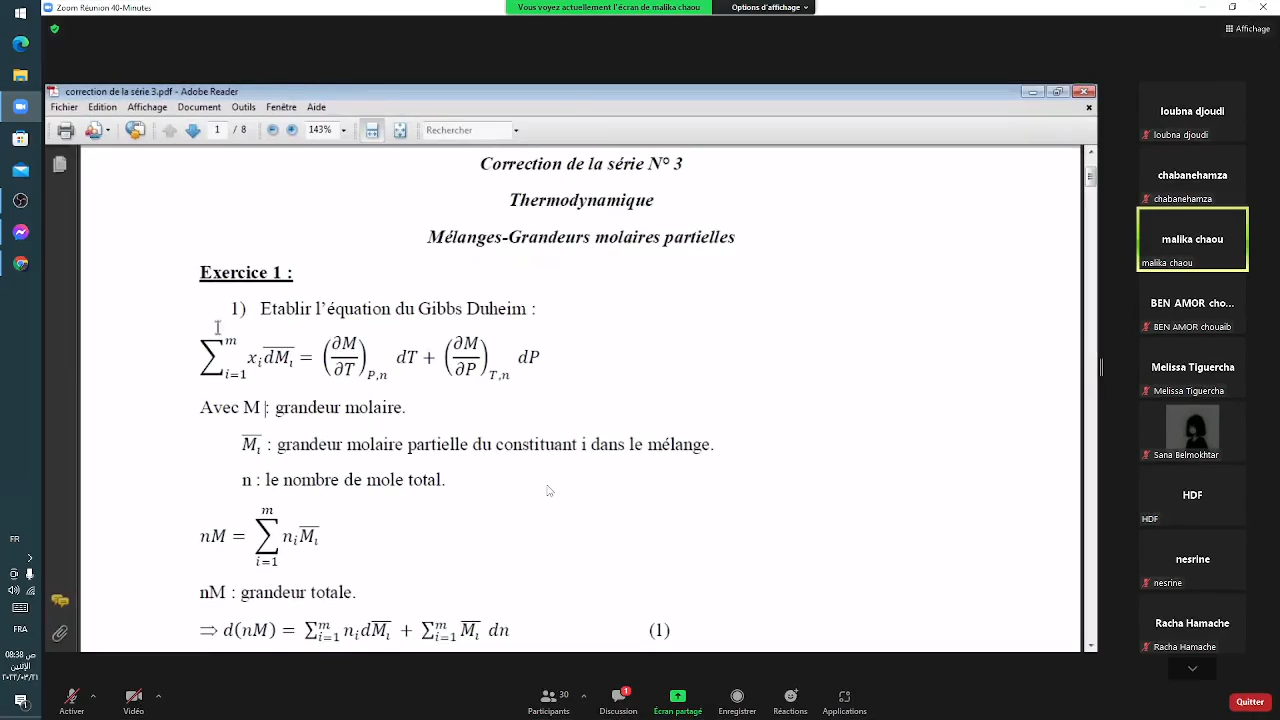 Zoom Réunion 40-Minutes
Vous voyez actuellement l'écran de malika chaou
Options d'affichage
Affichage
correction de la série 3.pdf - Adobe Reader
Fichier Edition Affichage Document Outils Fenêtre Aide
1 / 8 143% Rechercher
Correction de la série N° 3
Thermodynamique
Mélanges-Grandeurs molaires partielles
Exercice 1 :
1) Etablir l'équation du Gibbs Duheim :
∑_{i=1}^{m} x_i \overline{dM_i} = (∂M/∂T)_{P,n} dT + (∂M/∂P)_{T,n} dP
Avec M : grandeur molaire.
\overline{M_i} : grandeur molaire partielle du constituant i dans le mélange.
n : le nombre de mole total.
nM = ∑_{i=1}^{m} n_i \overline{M_i}
nM : grandeur totale.
⇒ d(nM) = ∑_{i=1}^{m} n_i d\overline{M_i} + ∑_{i=1}^{m} \overline{M_i} dn (1)
loubna djoudi
loubna djoudi
chabanehamza
chabanehamza
malika chaou
malika chaou
BEN AMOR cho...
BEN AMOR chouaib
Melissa Tiguercha
Melissa Tiguercha
Sana Belmokhtar
HDF
HDF
nesrine
nesrine
Racha Hamache
Racha Hamache
FR
FRA
08:38 ص
الإثنين
Activer
Vidéo
30
Participants
1
Discussion
Écran partagé
Enregistrer
Réactions
Applications
Quitter